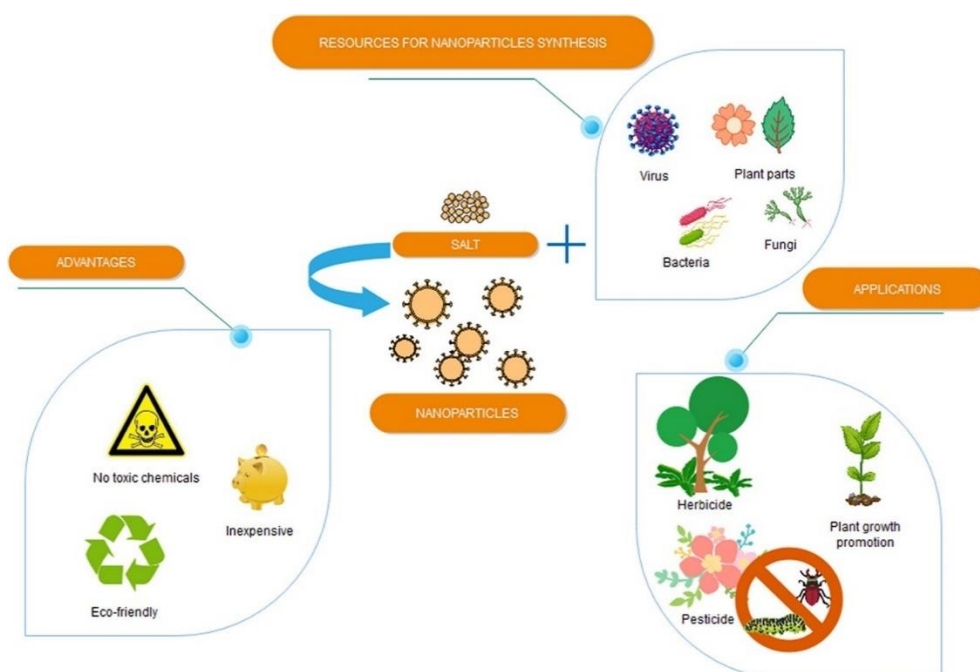 RESOURCES FOR NANOPARTICLES SYNTHESIS
Virus
Plant parts
Bacteria
Fungi
SALT
NANOPARTICLES
ADVANTAGES
No toxic chemicals
Inexpensive
Eco-friendly
APPLICATIONS
Herbicide
Plant growth
promotion
Pesticide